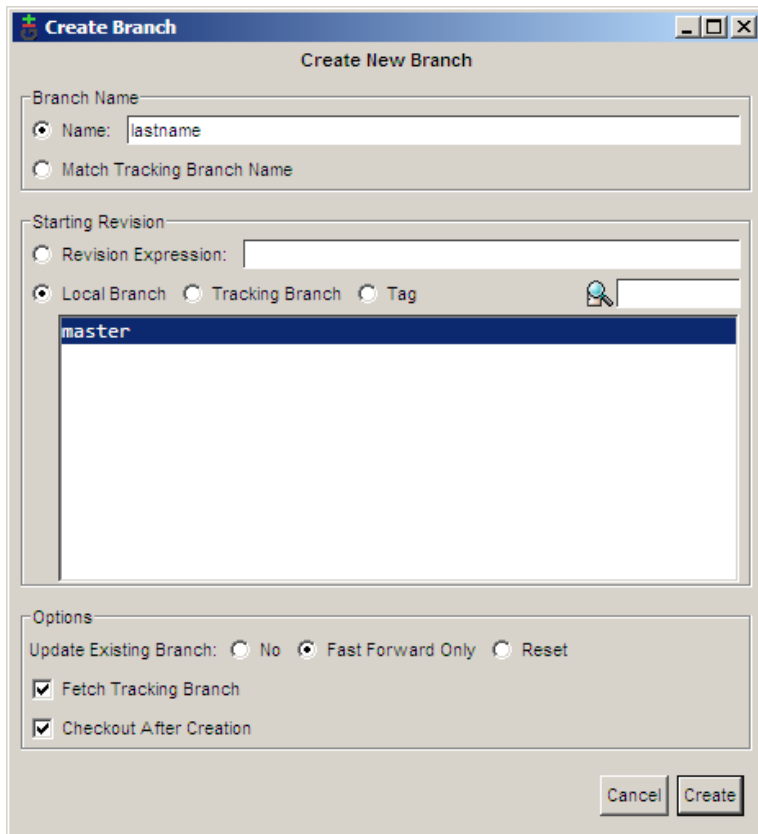 Create Branch
Create New Branch
Branch Name
Name: lastname
Match Tracking Branch Name
Starting Revision
Revision Expression:
Local Branch Tracking Branch Tag
master
Options
Update Existing Branch: No Fast Forward Only Reset
Fetch Tracking Branch
Checkout After Creation
Cancel Create